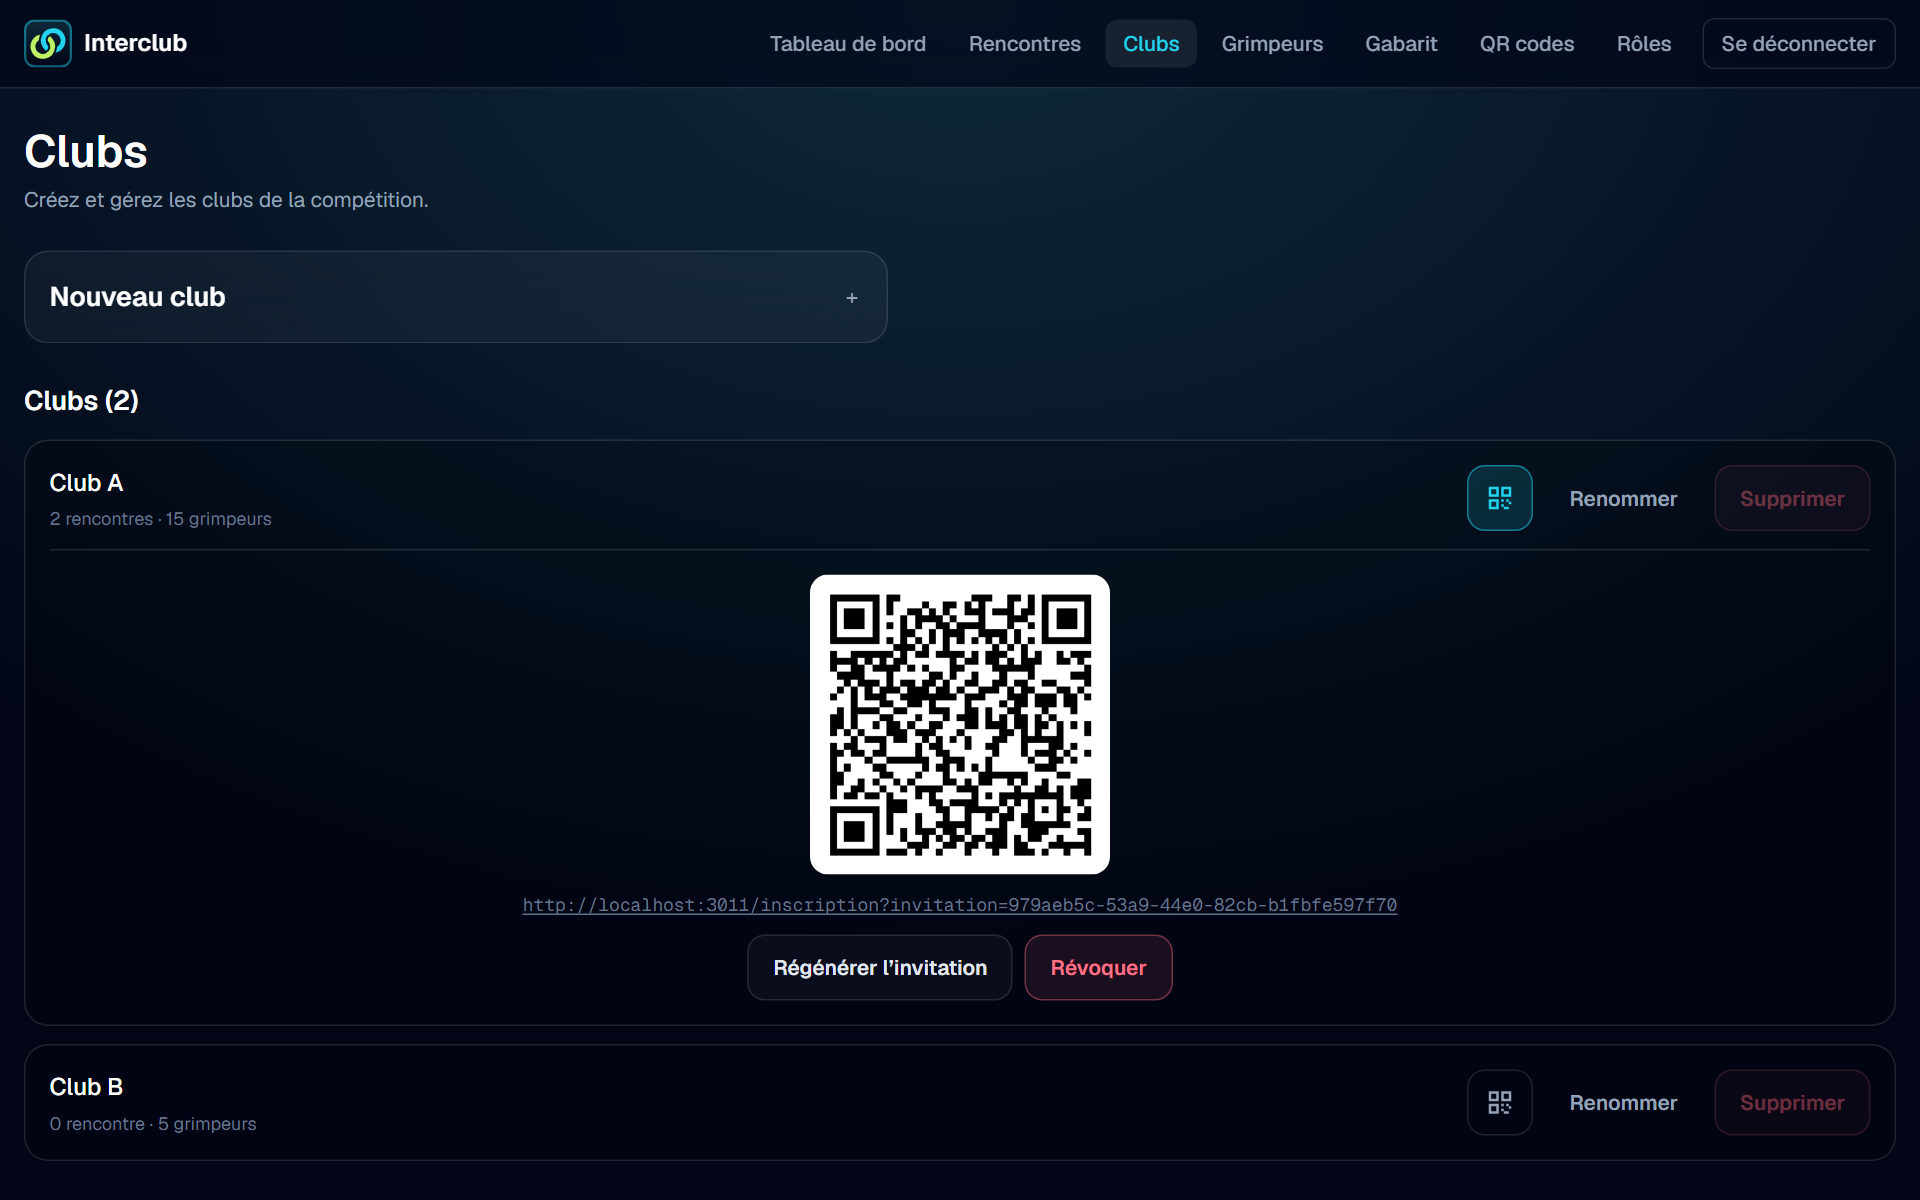 Interclub
Tableau de bord
Rencontres
Clubs
Grimpeurs
Gabarit
QR codes
Rôles
Se déconnecter
Clubs
Créez et gérez les clubs de la compétition.
Nouveau club
+
Clubs (2)
Club A
2 rencontres · 15 grimpeurs
Renommer
Supprimer
http://localhost:3011/inscription?invitation=979aeb5c-53a9-44e0-82cb-b1fbfe597f70
Régénérer l’invitation
Révoquer
Club B
0 rencontre · 5 grimpeurs
Renommer
Supprimer